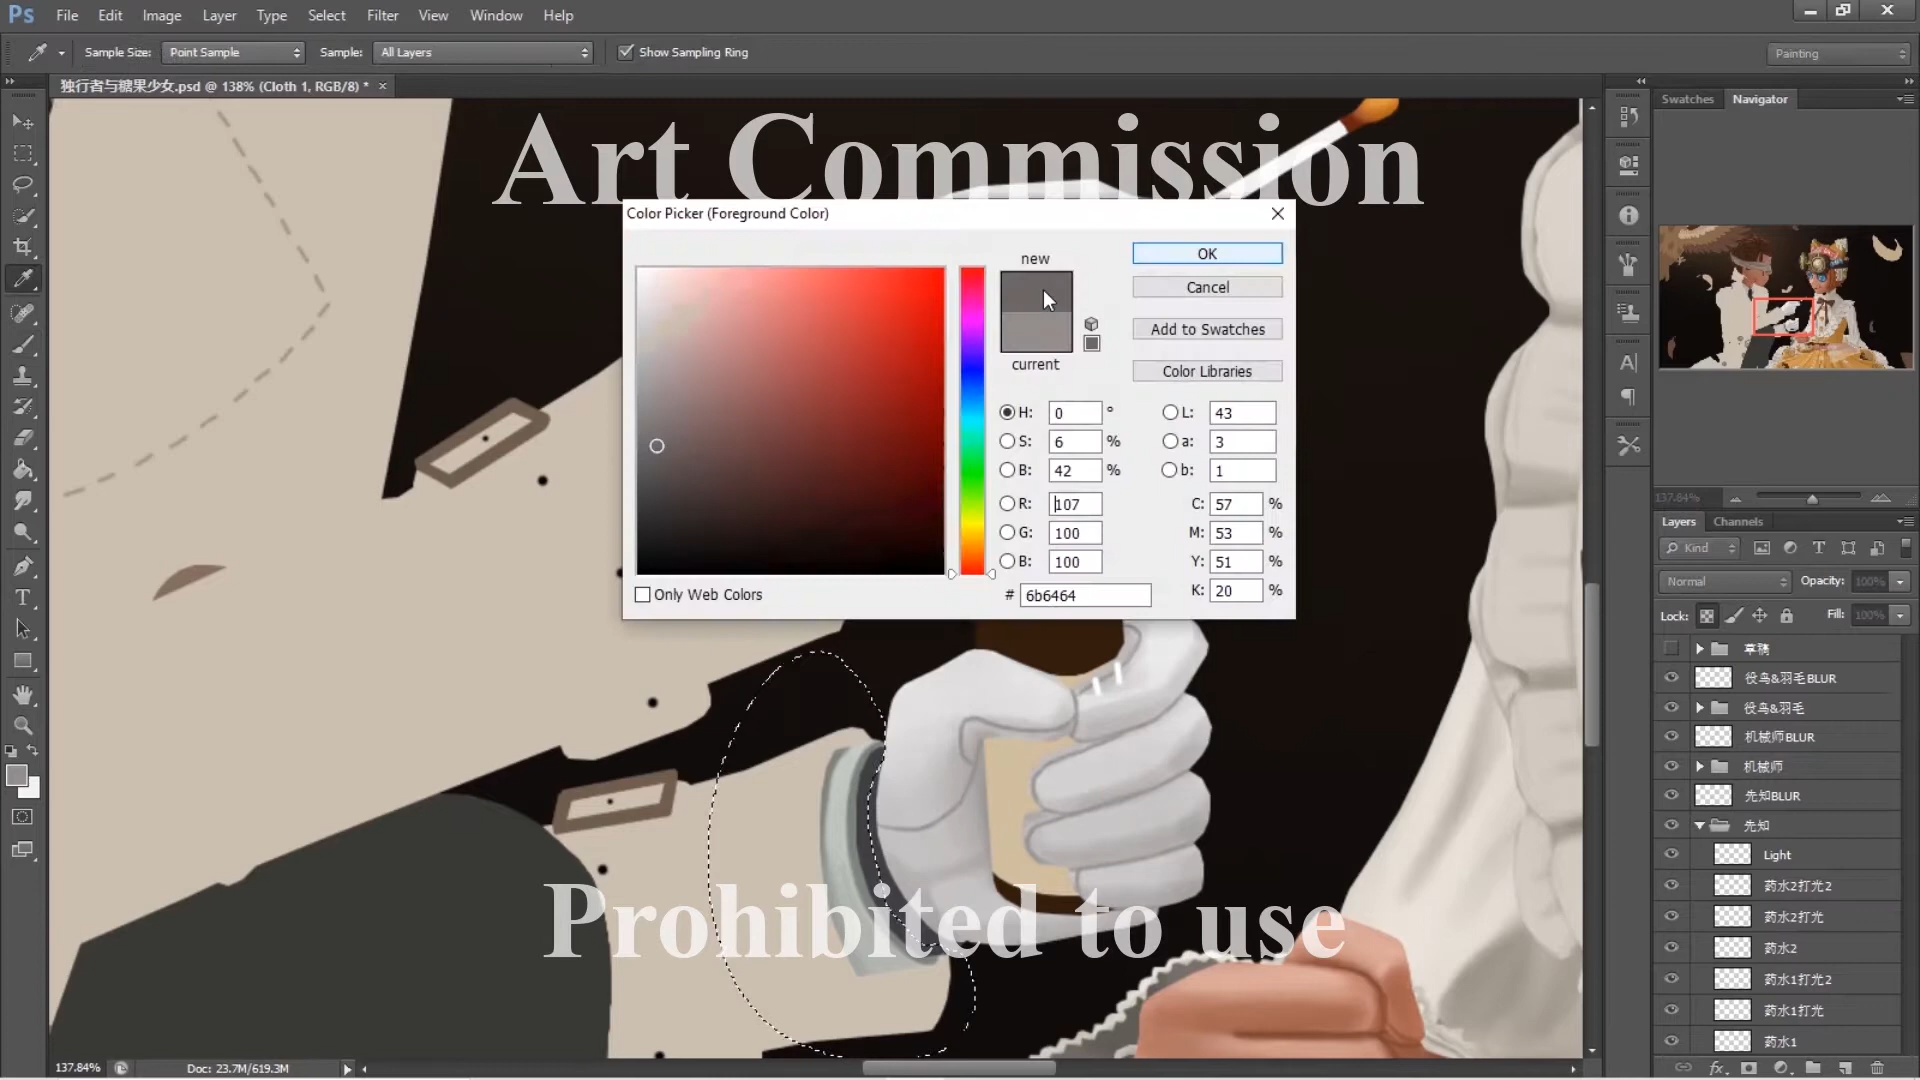 Ps File Edit Image Layer Type Select Filter View Window Help
Sample Size: Point Sample Sample: All Layers Show Sampling Ring Painting
独行者与糖果少女.psd @ 138% (Cloth 1, RGB/8) * ×
Swatches Navigator
Art Commission
Color Picker (Foreground Color)
new
OK
Cancel
Add to Swatches
current
Color Libraries
H: 0 ° L: 43
S: 6 % a: 3
B: 42 % b: 1
R: 107 C: 57 %
G: 100 M: 53 %
B: 100 Y: 51 %
# 6b6464 K: 20 %
Only Web Colors
137.84%
Layers Channels
Kind
Normal Opacity: 100%
Lock: Fill: 100%
草稿
役鸟&羽毛BLUR
役鸟&羽毛
机械师BLUR
机械师
先知BLUR
先知
Light
药水2打光2
药水2打光
药水2
药水1打光2
药水1打光
药水1
Prohibited to use
137.84% Doc: 23.7M/619.3M